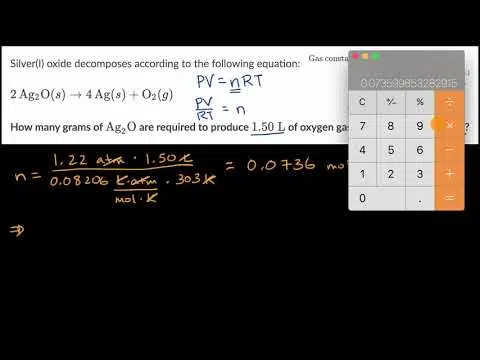 Silver(I) oxide decomposes according to the following equation:
Gas consta
PV = nRT
2 Ag₂O(s) → 4 Ag(s) + O₂(g)
PV/RT = n
How many grams of Ag₂O are required to produce 1.50 L of oxygen gas
?
0.073599853282915
C +/− % ÷
7 8 9 ×
4 5 6 −
1 2 3 +
0 . =
n = (1.22 atm · 1.50 L) / (0.08206 (L·atm)/(mol·K) · 303 K) = 0.0736 mol
⇒